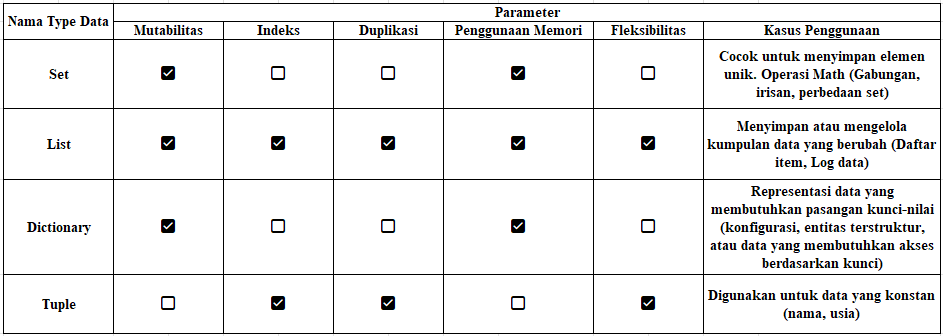 Nama Type Data
Parameter
Mutabilitas
Indeks
Duplikasi
Penggunaan Memori
Fleksibilitas
Kasus Penggunaan
Set
Cocok untuk menyimpan elemen
unik. Operasi Math (Gabungan,
irisan, perbedaan set)
List
Menyimpan atau mengelola
kumpulan data yang berubah (Daftar
item, Log data)
Dictionary
Representasi data yang
membutuhkan pasangan kunci-nilai
(konfigurasi, entitas terstruktur,
atau data yang membutuhkan akses
berdasarkan kunci)
Tuple
Digunakan untuk data yang konstan
(nama, usia)